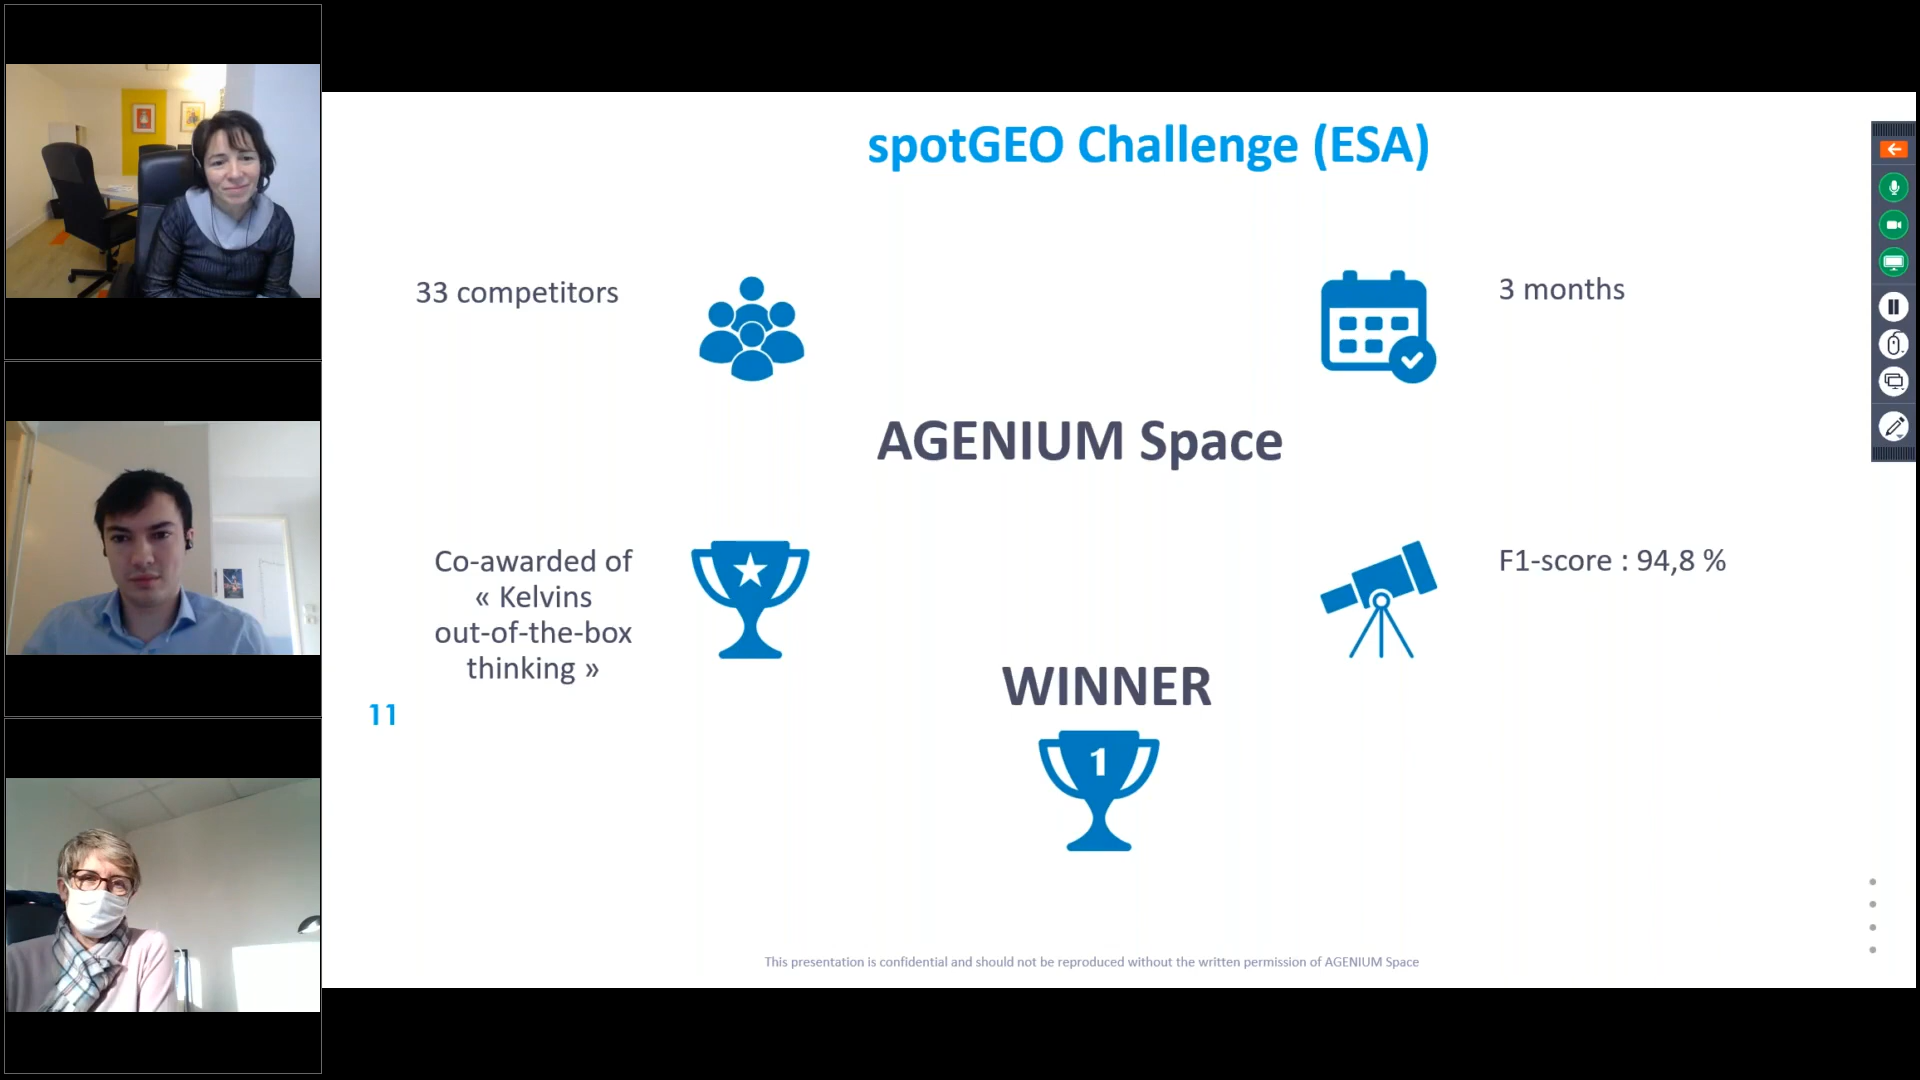 spotGEO Challenge (ESA)
33 competitors
3 months
AGENIUM Space
Co-awarded of
« Kelvins
out-of-the-box
thinking »
F1-score : 94,8 %
WINNER
11
1
This presentation is confidential and should not be reproduced without the written permission of AGENIUM Space